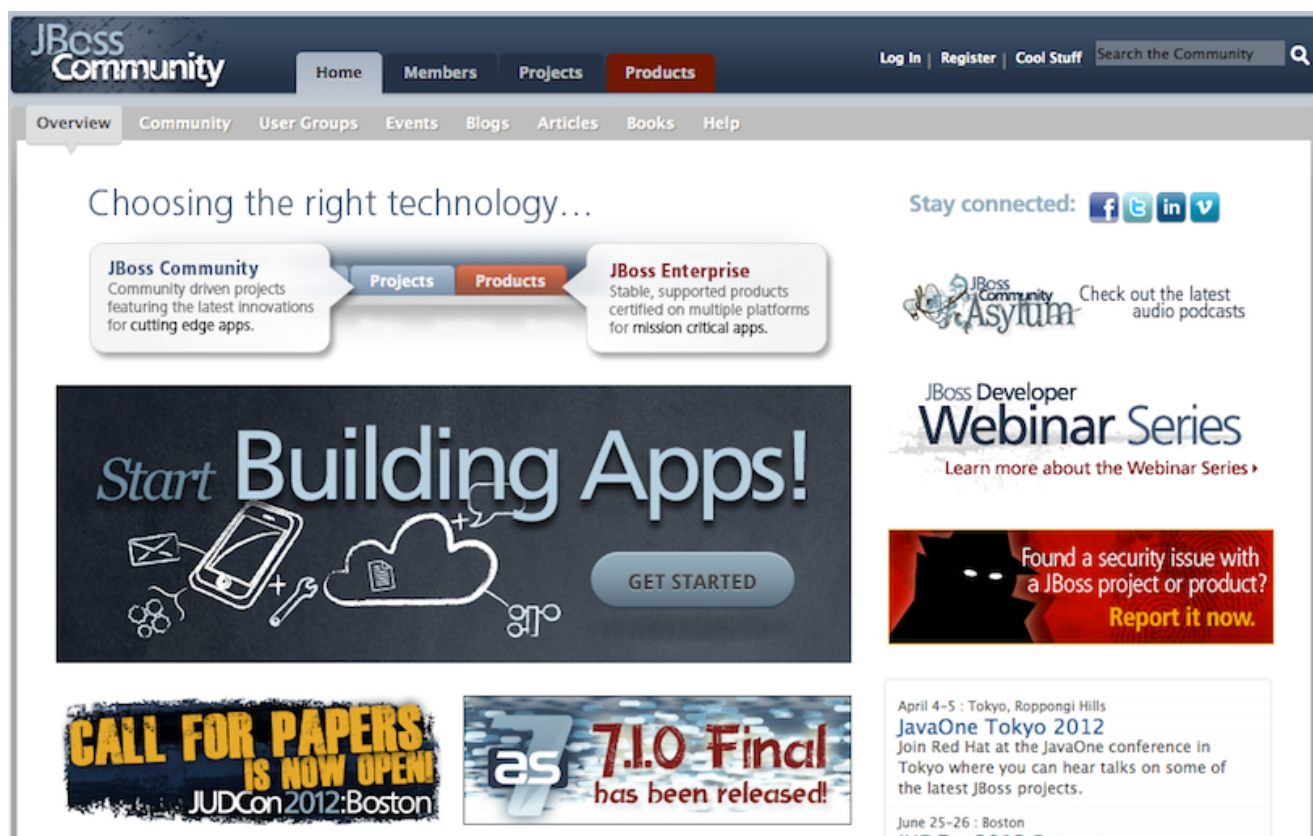 JBoss
Community
Home Members Projects Products
Log In | Register | Cool Stuff Search the Community
Overview Community User Groups Events Blogs Articles Books Help
Choosing the right technology...
JBoss Community
Community driven projects
featuring the latest innovations
for cutting edge apps.
Projects Products
JBoss Enterprise
Stable, supported products
certified on multiple platforms
for mission critical apps.
Start Building Apps!
GET STARTED
CALL FOR PAPERS
IS NOW OPEN!
JUDCon2012:Boston
as 7
7.1.0 Final
has been released!
Stay connected: f t in v
JBoss
Community
Asylum
Check out the latest
audio podcasts
JBoss Developer
Webinar Series
Learn more about the Webinar Series
Found a security issue with
a JBoss project or product?
Report it now.
April 4-5 : Tokyo, Roppongi Hills
JavaOne Tokyo 2012
Join Red Hat at the JavaOne conference in
Tokyo where you can hear talks on some of
the latest JBoss projects.
June 25-26 : Boston